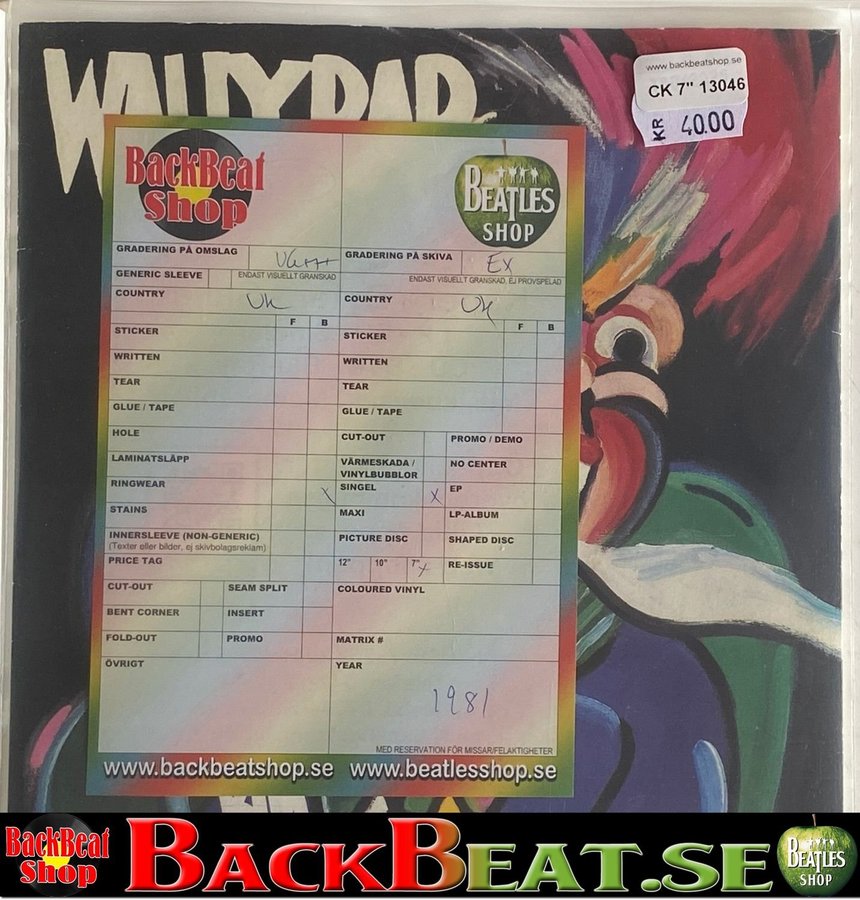 WALLY BAD
www.backbeatshop.se
CK 7" 13046
KR 40.00
BackBeat
Shop
BEATLES
SHOP
GRADERING PÅ OMSLAG VG++
GRADERING PÅ SKIVA EX
GENERIC SLEEVE ENDAST VISUELLT GRANSKAD
ENDAST VISUELLT GRANSKAD, EJ PROVSPELAD
COUNTRY UK
COUNTRY UK
F B
F B
STICKER
STICKER
WRITTEN
WRITTEN
TEAR
TEAR
GLUE / TAPE
GLUE / TAPE
HOLE
CUT-OUT
PROMO / DEMO
LAMINATSLÄPP
VÄRMESKADA /
VINYLBUBBLOR
NO CENTER
RINGWEAR X
SINGEL X
EP
STAINS
MAXI
LP-ALBUM
INNERSLEEVE (NON-GENERIC)
(Texter eller bilder, ej skivbolagsreklam)
PICTURE DISC
SHAPED DISC
PRICE TAG
12" 10" 7" X
RE-ISSUE
CUT-OUT
SEAM SPLIT
COLOURED VINYL
BENT CORNER
INSERT
FOLD-OUT
PROMO
MATRIX #
ÖVRIGT
YEAR
1981
MED RESERVATION FÖR MISSAR/FELAKTIGHETER
www.backbeatshop.se www.beatlesshop.se
BackBeat
Shop
BACKBEAT.SE
BEATLES
SHOP